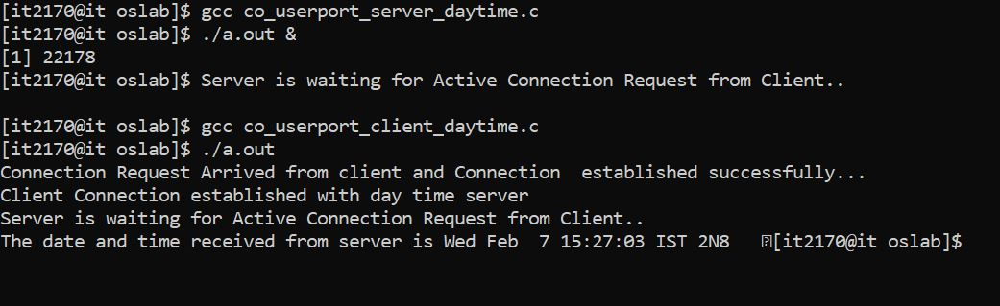 [it2170@it oslab]$ gcc co_userport_server_daytime.c
[it2170@it oslab]$ ./a.out &
[1] 22178
[it2170@it oslab]$ Server is waiting for Active Connection Request from Client..
[it2170@it oslab]$ gcc co_userport_client_daytime.c
[it2170@it oslab]$ ./a.out
Connection Request Arrived from client and Connection  established successfully...
Client Connection established with day time server
Server is waiting for Active Connection Request from Client..
The date and time received from server is Wed Feb  7 15:27:03 IST 2N8   [it2170@it oslab]$